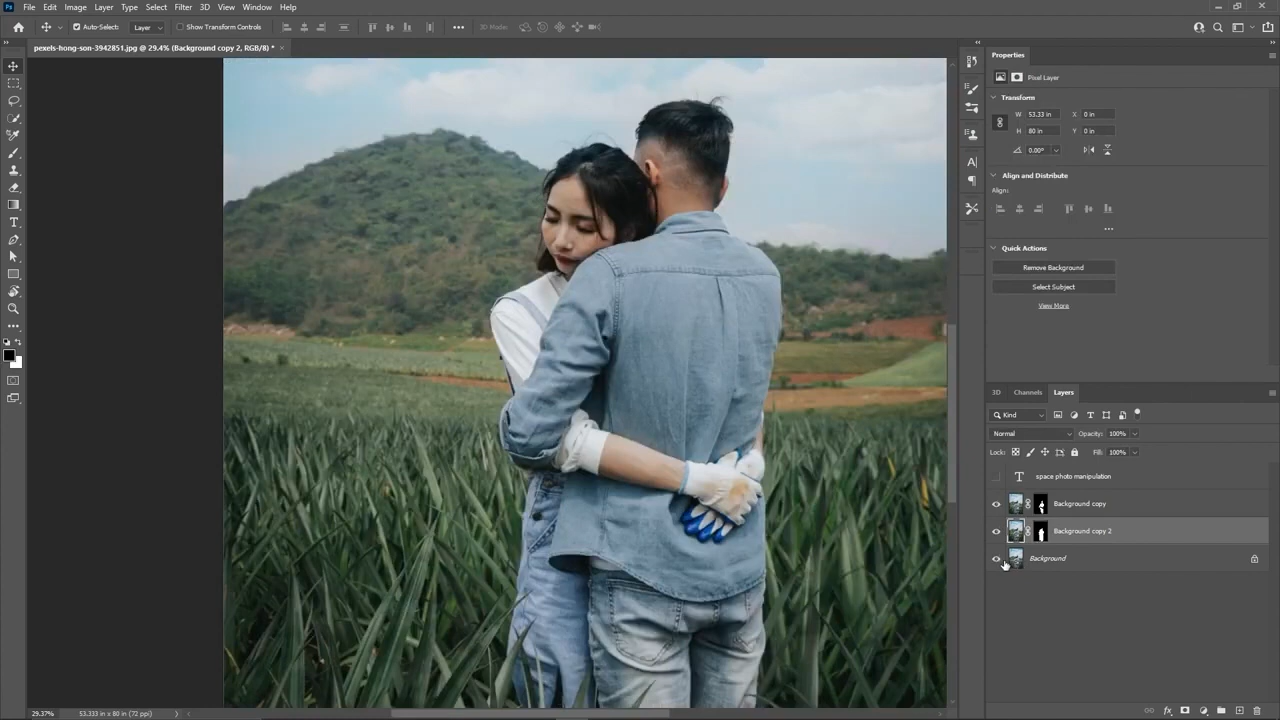 Ps File Edit Image Layer Type Select Filter 3D View Window Help
Auto-Select: Layer Show Transform Controls 3D Mode:
pexels-hong-son-3942851.jpg @ 29.4% (Background copy 2, RGB/8) *
Properties
Pixel Layer
Transform
W 53.33 in X 0 in
H 80 in Y 0 in
0.00°
Align and Distribute
Align:
Quick Actions
Remove Background
Select Subject
View More
3D Channels Layers
Kind
Normal Opacity: 100%
Lock: Fill: 100%
T space photo manipulation
Background copy
Background copy 2
Background
29.37% 53.333 in x 80 in (72 ppi)